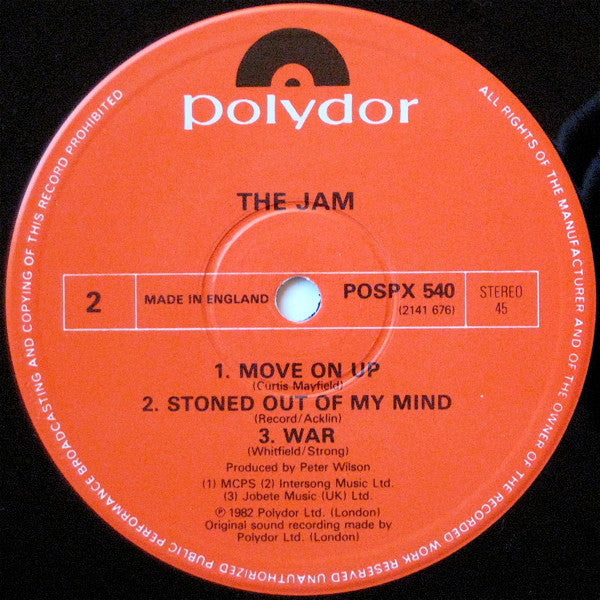 polydor
THE JAM
2
MADE IN ENGLAND
POSPX 540
(2141 676)
STEREO
45
1. MOVE ON UP
(Curtis Mayfield)
2. STONED OUT OF MY MIND
(Record/Acklin)
3. WAR
(Whitfield/Strong)
Produced by Peter Wilson
(1) MCPS (2) Intersong Music Ltd.
(3) Jobete Music (UK) Ltd.
℗ 1982 Polydor Ltd. (London)
Original sound recording made by
Polydor Ltd. (London)
ALL RIGHTS OF THE MANUFACTURER AND OF THE OWNER OF THE RECORDED WORK RESERVED UNAUTHORIZED PUBLIC PERFORMANCE BROADCASTING AND COPYING OF THIS RECORD PROHIBITED